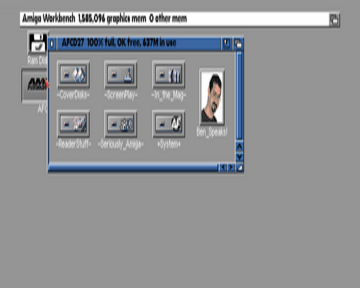 Amiga Workbench 1,585,096 graphics mem 0 other mem
AFCD27 100% full, 0K free, 637M in use
Ram Disk
AFC
-CoverDisks- -ScreenPlay- -In_the_Mag-
Ben_Speaks!
-ReaderStuff- -Seriously_Amiga- +System+